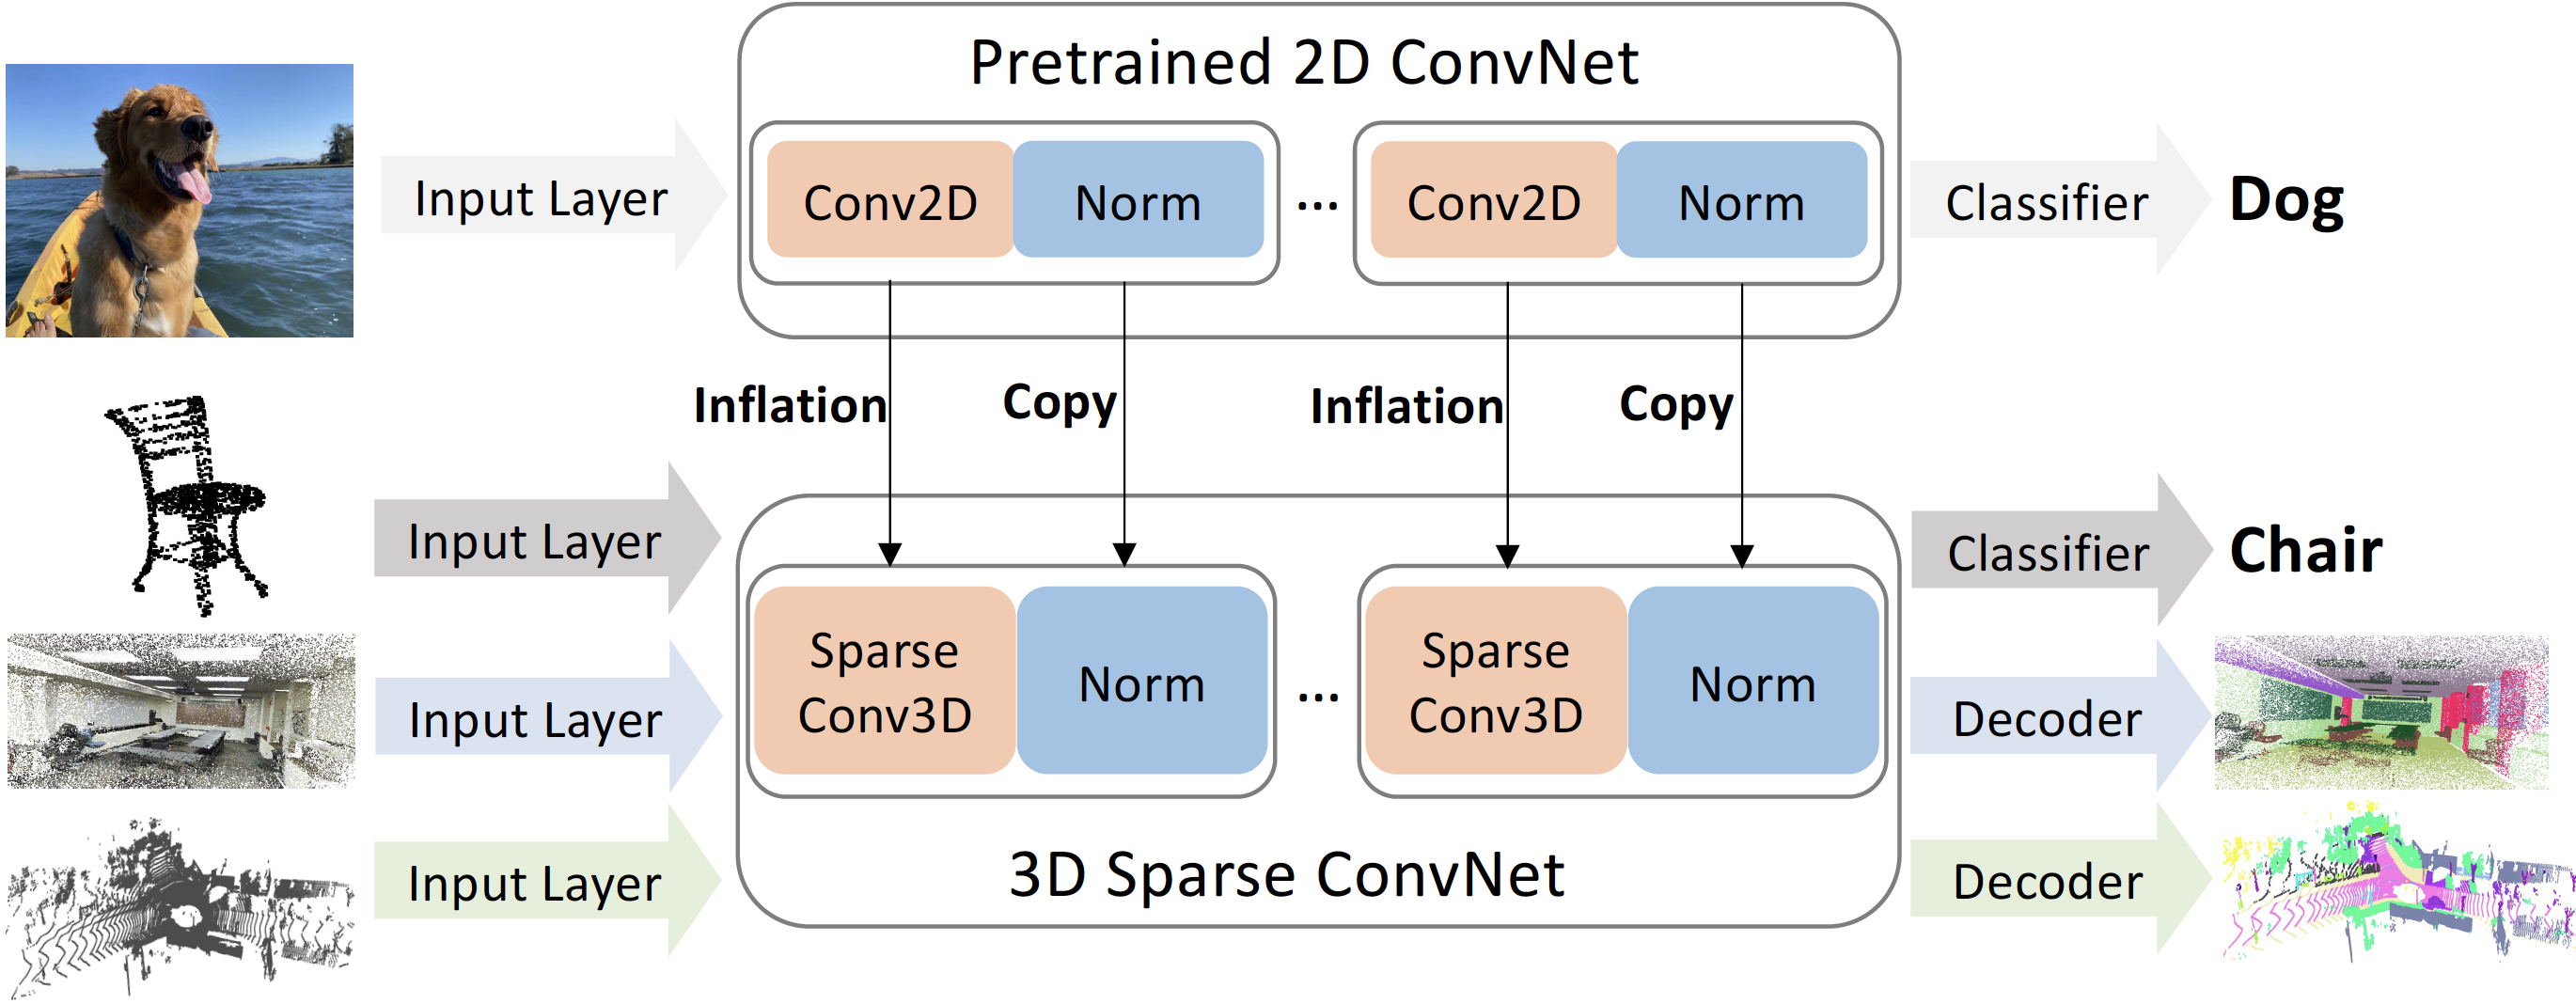 Pretrained 2D ConvNet
Input Layer
Conv2D
Norm
...
Conv2D
Norm
Classifier
Dog
Inflation
Copy
Inflation
Copy
Input Layer
Classifier
Chair
Sparse
Conv3D
Norm
...
Sparse
Conv3D
Norm
Input Layer
Decoder
3D Sparse ConvNet
Input Layer
Decoder